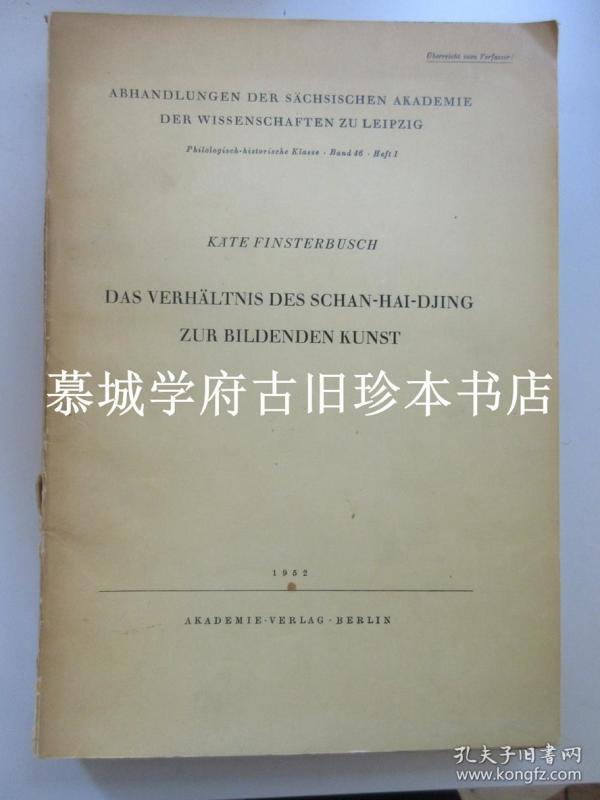 Überreicht vom Verfasser!
ABHANDLUNGEN DER SÄCHSISCHEN AKADEMIE
DER WISSENSCHAFTEN ZU LEIPZIG
Philologisch-historische Klasse · Band 46 · Heft 1
KÄTE FINSTERBUSCH
DAS VERHÄLTNIS DES SCHAN-HAI-DJING
ZUR BILDENDEN KUNST
慕城学府古旧珍本书店
1952
AKADEMIE-VERLAG·BERLIN
孔夫子旧书网
www.kongfz.com